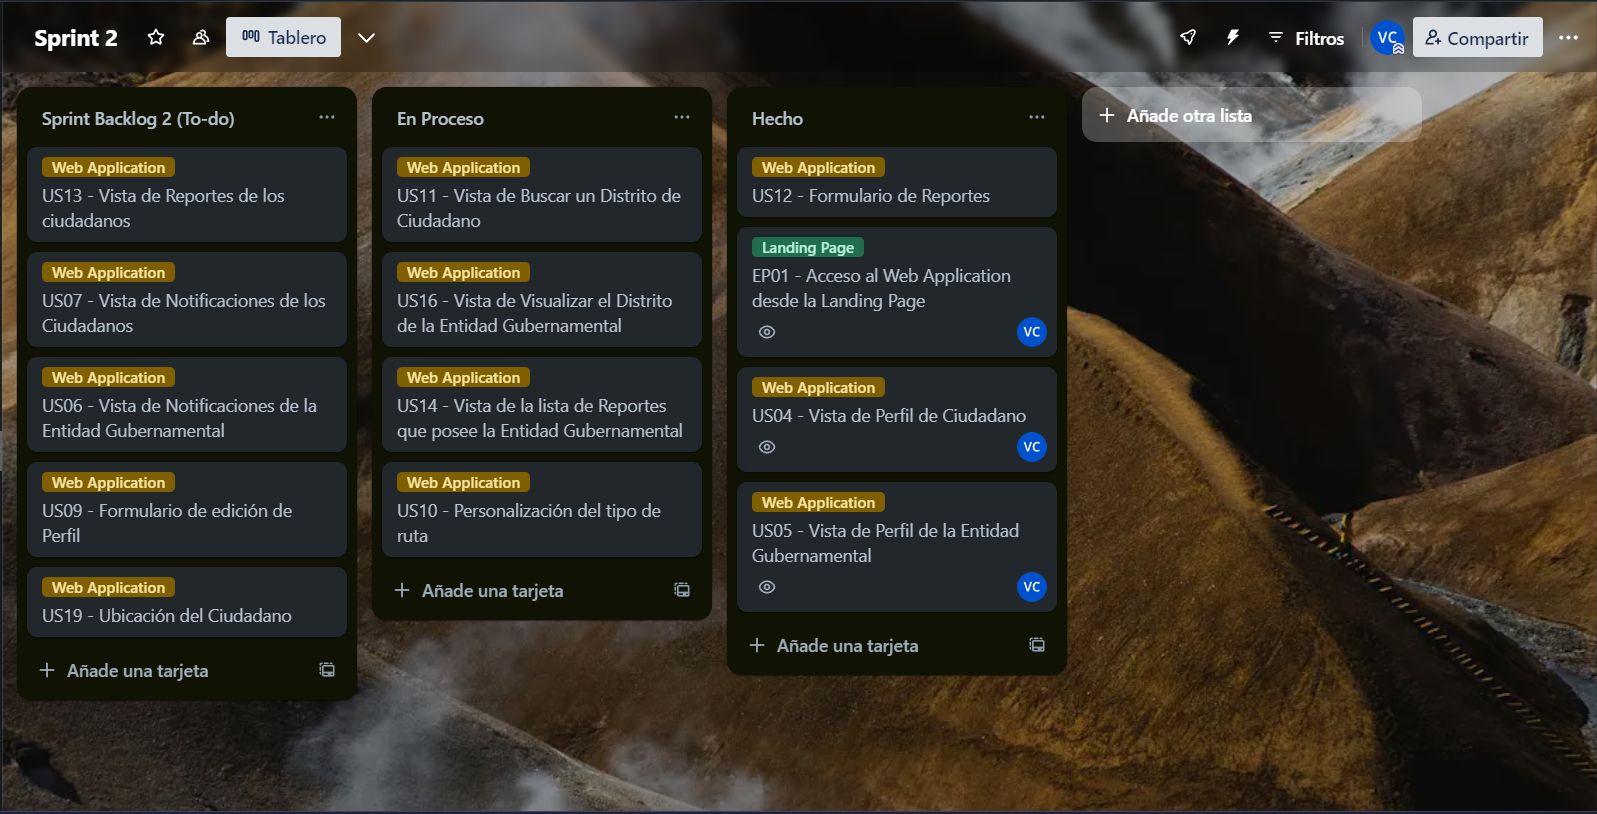 Sprint 2
Tablero
Filtros
VC
Compartir
Sprint Backlog 2 (To-do)
Web Application
US13 - Vista de Reportes de los
ciudadanos
Web Application
US07 - Vista de Notificaciones de los
Ciudadanos
Web Application
US06 - Vista de Notificaciones de la
Entidad Gubernamental
Web Application
US09 - Formulario de edición de
Perfil
Web Application
US19 - Ubicación del Ciudadano
Añade una tarjeta
En Proceso
Web Application
US11 - Vista de Buscar un Distrito de
Ciudadano
Web Application
US16 - Vista de Visualizar el Distrito
de la Entidad Gubernamental
Web Application
US14 - Vista de la lista de Reportes
que posee la Entidad Gubernamental
Web Application
US10 - Personalización del tipo de
ruta
Añade una tarjeta
Hecho
Web Application
US12 - Formulario de Reportes
Landing Page
EP01 - Acceso al Web Application
desde la Landing Page
VC
Web Application
US04 - Vista de Perfil de Ciudadano
VC
Web Application
US05 - Vista de Perfil de la Entidad
Gubernamental
VC
Añade una tarjeta
Añade otra lista